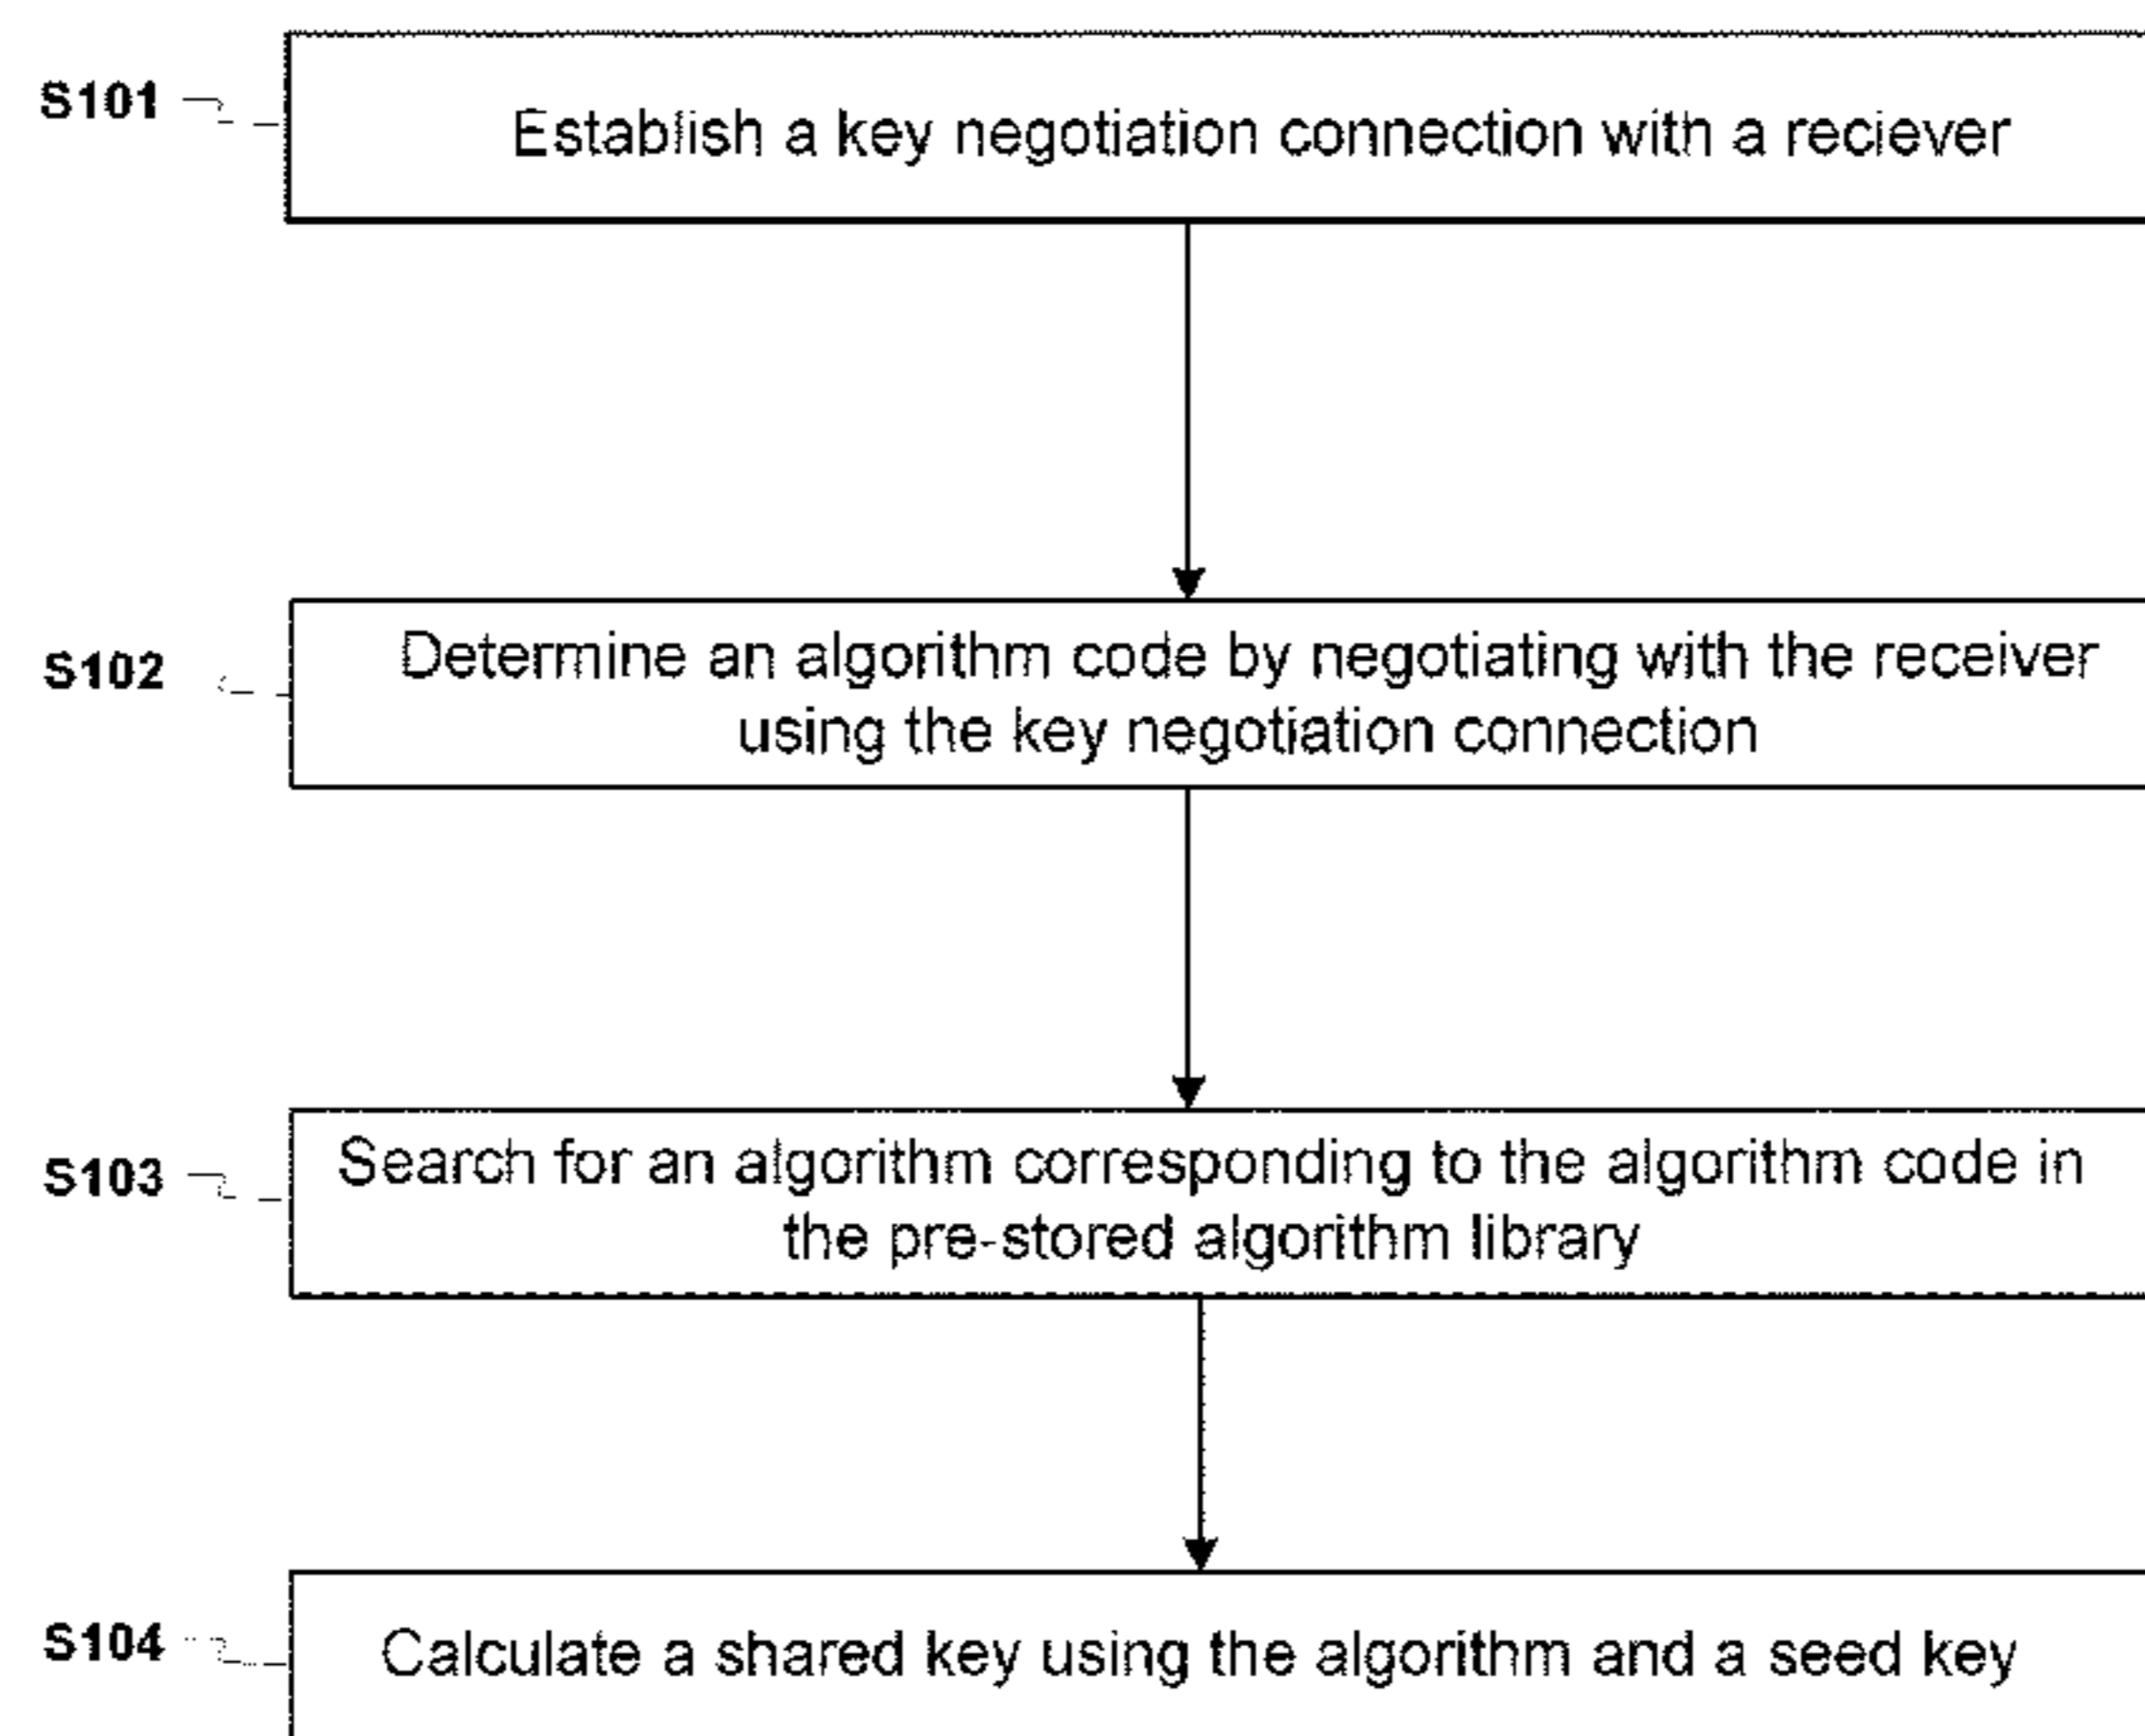 S101
Establish a key negotiation connection with a reciever
S102
Determine an algorithm code by negotiating with the receiver
using the key negotiation connection
S103
Search for an algorithm corresponding to the algorithm code in
the pre-stored algorithm library
S104
Calculate a shared key using the algorithm and a seed key